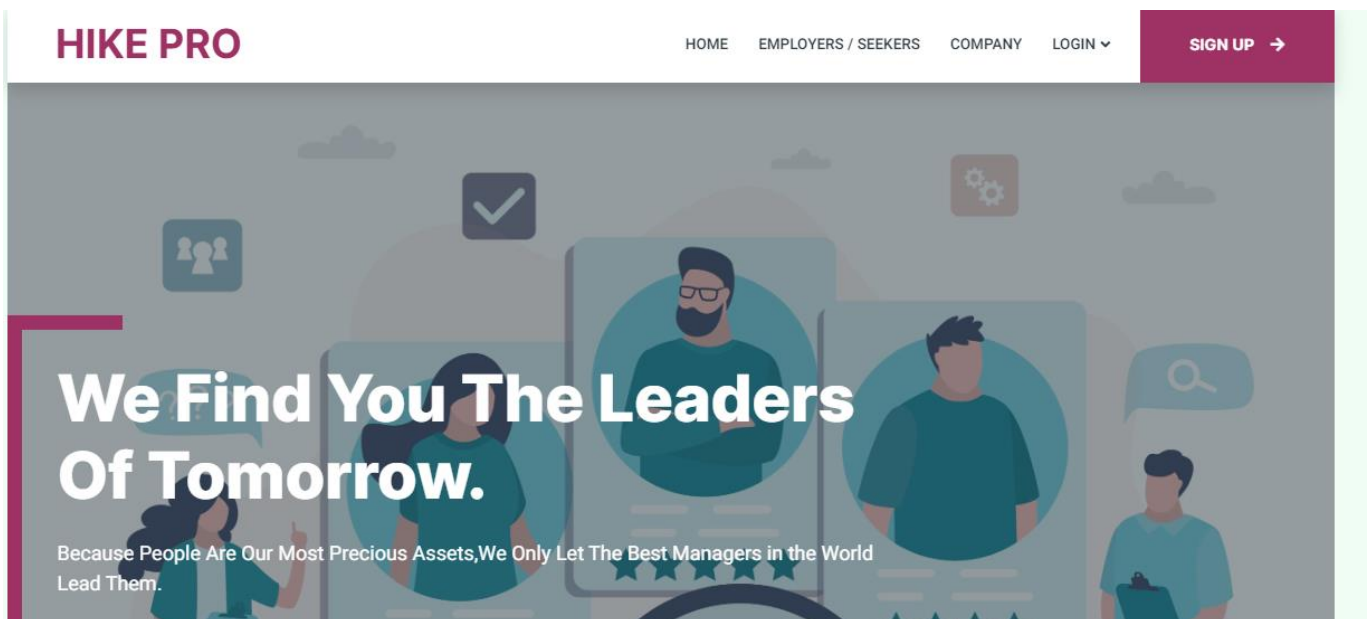 HIKE PRO
HOME EMPLOYERS / SEEKERS COMPANY LOGIN SIGN UP
???
We Find You The Leaders
Of Tomorrow.
Because People Are Our Most Precious Assets,We Only Let The Best Managers in the World
Lead Them.